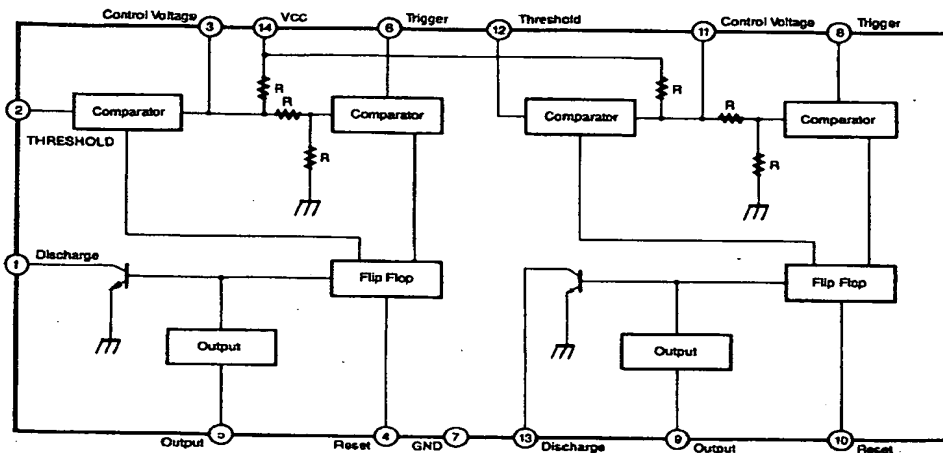 Control Voltage VCC Trigger Threshold Control Voltage Trigger
3 14 6 12 11 8
R R
R R
2 Comparator Comparator Comparator Comparator
THRESHOLD
R R
1 Discharge
Flip Flop Flip Flop
Output Output
5 4 7 13 9 10
Output Reset GND Discharge Output Reset